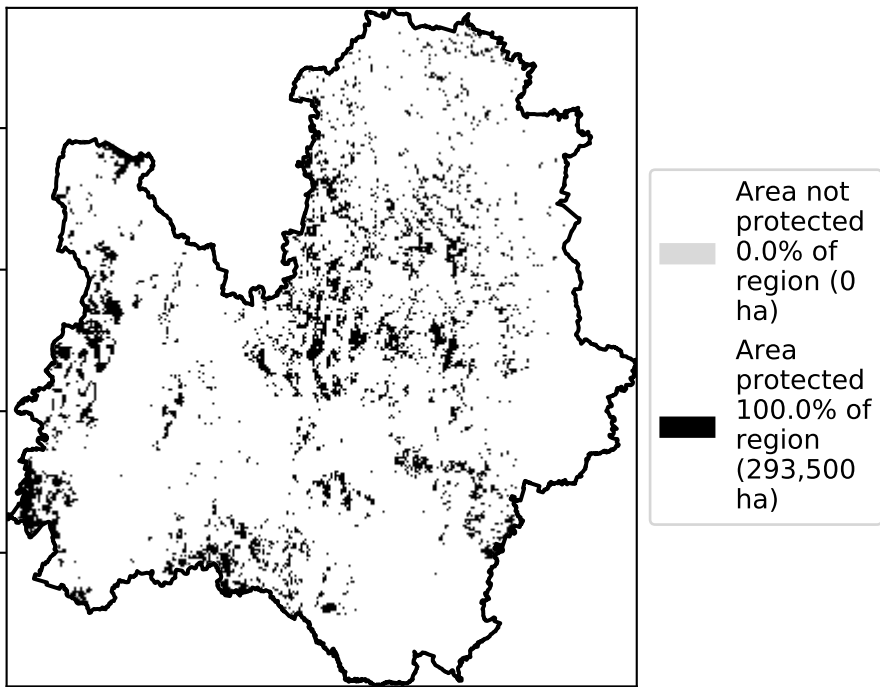 Area not
protected
0.0% of
region (0
ha)
Area
protected
100.0% of
region
(293,500
ha)